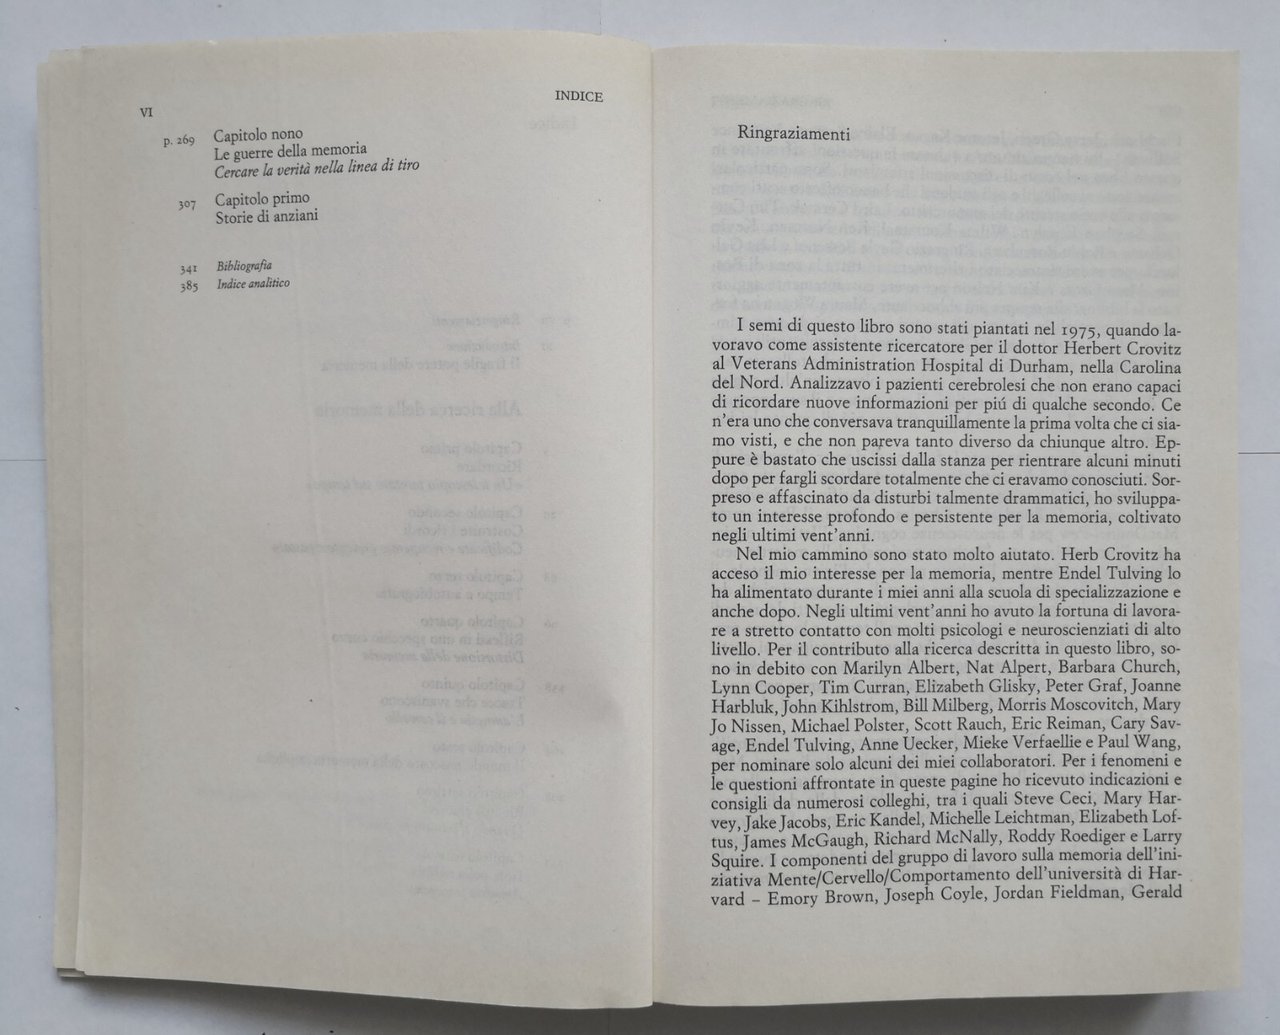 VI
INDICE
p. 269 Capitolo nono
Le guerre della memoria
Cercare la verità nella linea di tiro
307 Capitolo primo
Storie di anziani
341 Bibliografia
385 Indice analitico
Ringraziamenti
I semi di questo libro sono stati piantati nel 1975, quando la-
voravo come assistente ricercatore per il dottor Herbert Crovitz
al Veterans Administration Hospital di Durham, nella Carolina
del Nord. Analizzavo i pazienti cerebrolesi che non erano capaci
di ricordare nuove informazioni per piú di qualche secondo. Ce
n'era uno che conversava tranquillamente la prima volta che ci sia-
mo visti, e che non pareva tanto diverso da chiunque altro. Ep-
pure è bastato che uscissi dalla stanza per rientrare alcuni minuti
dopo per fargli scordare totalmente che ci eravamo conosciuti. Sor-
preso e affascinato da disturbi talmente drammatici, ho sviluppa-
to un interesse profondo e persistente per la memoria, coltivato
negli ultimi vent'anni.
Nel mio cammino sono stato molto aiutato. Herb Crovitz ha
acceso il mio interesse per la memoria, mentre Endel Tulving lo
ha alimentato durante i miei anni alla scuola di specializzazione e
anche dopo. Negli ultimi vent'anni ho avuto la fortuna di lavora-
re a stretto contatto con molti psicologi e neuroscienziati di alto
livello. Per il contributo alla ricerca descritta in questo libro, so-
no in debito con Marilyn Albert, Nat Alpert, Barbara Church,
Lynn Cooper, Tim Curran, Elizabeth Glisky, Peter Graf, Joanne
Harbluk, John Kihlstrom, Bill Milberg, Morris Moscovitch, Mary
Jo Nissen, Michael Polster, Scott Rauch, Eric Reiman, Cary Sav-
age, Endel Tulving, Anne Uecker, Mieke Verfaellie e Paul Wang,
per nominare solo alcuni dei miei collaboratori. Per i fenomeni e
le questioni affrontate in queste pagine ho ricevuto indicazioni e
consigli da numerosi colleghi, tra i quali Steve Ceci, Mary Har-
vey, Jake Jacobs, Eric Kandel, Michelle Leichtman, Elizabeth Lof-
tus, James McGaugh, Richard McNally, Roddy Roediger e Larry
Squire. I componenti del gruppo di lavoro sulla memoria dell'ini-
ziativa Mente/Cervello/Comportamento dell'università di Har-
vard – Emory Brown, Joseph Coyle, Jordan Fieldman, Gerald